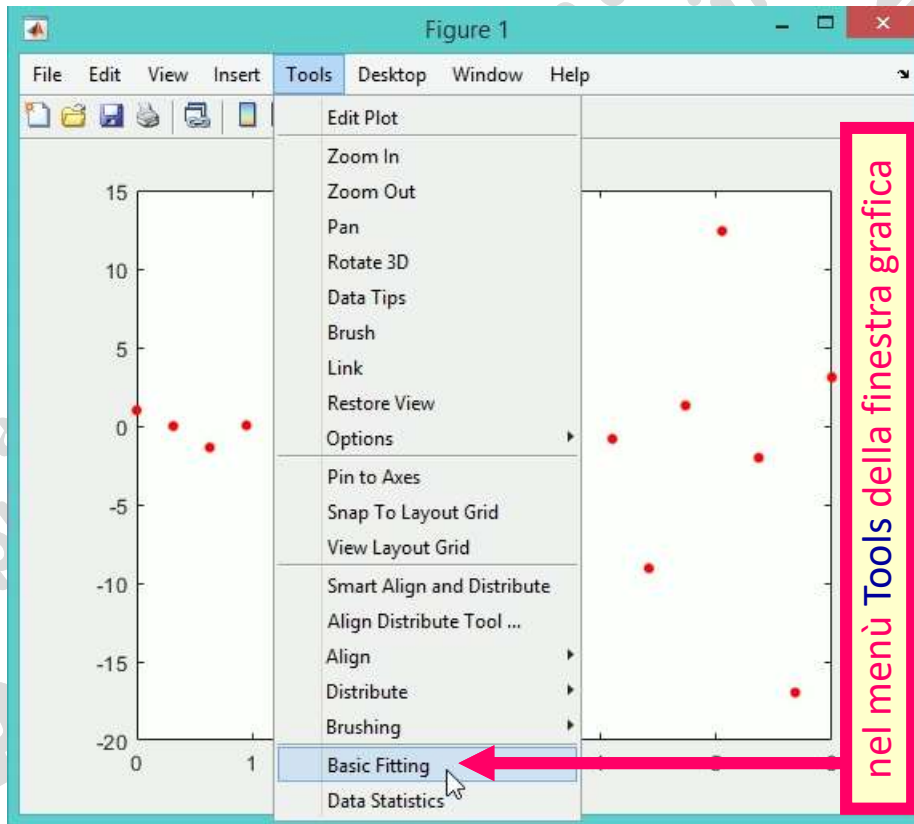 Figure 1
File Edit View Insert Tools Desktop Window Help
Edit Plot
Zoom In
Zoom Out
Pan
Rotate 3D
Data Tips
Brush
Link
Restore View
Options
Pin to Axes
Snap To Layout Grid
View Layout Grid
Smart Align and Distribute
Align Distribute Tool ...
Align
Distribute
Brushing
Basic Fitting
Data Statistics
15
10
5
0
-5
-10
-15
-20
0 1
nel menù Tools della finestra grafica